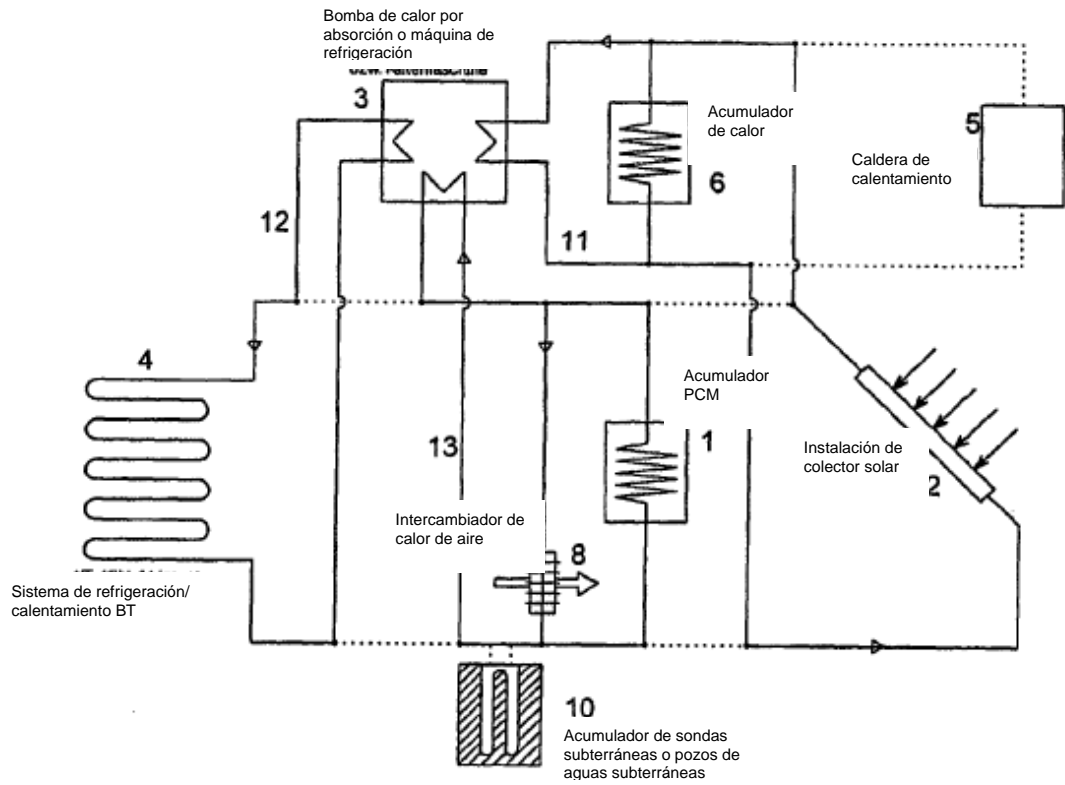 Bomba de calor por
absorción o máquina de
refrigeración
3
Acumulador
de calor
6
5
Caldera de
calentamiento
12
11
4
Acumulador
PCM
1
13
Instalación de
colector solar
2
Intercambiador de
calor de aire
8
Sistema de refrigeración/
calentamiento BT
10
Acumulador de sondas
subterráneas o pozos de
aguas subterráneas